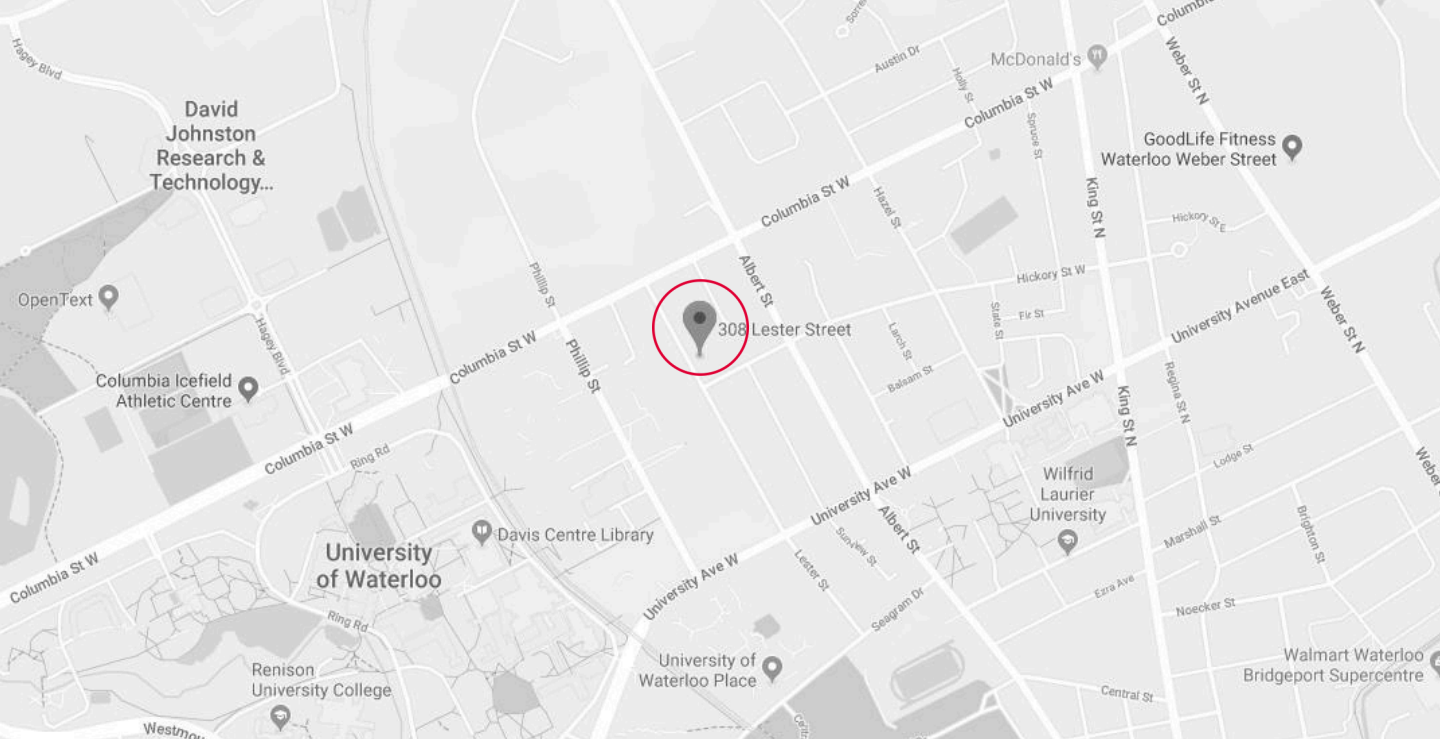 Columbia
Sorrel
Hagey Blvd
Austin Dr
McDonald's
Weber St N
Holly St
Columbia St W
David
Johnston
Research &
Technology...
Spruce St
GoodLife Fitness
Waterloo Weber Street
Columbia St W
Hazel St
King St N
Hickory St E
Phillip St
Albert St
Hickory St W
OpenText
308 Lester Street
State St
Fir St
University Avenue East
Weber St N
Hagey Blvd
Columbia St W
Phillip St
Larch St
Balsam St
Columbia Icefield
Athletic Centre
University Ave W
King St N
Regina St N
Columbia St W
Ring Rd
Lodge St
Weber
Wilfrid
Laurier
University
University Ave W
Albert St
Davis Centre Library
Sunview St
Marshall St
Brighton St
University
of Waterloo
Columbia St W
University Ave W
Lester St
Seagram Dr
Ezra Ave
Noecker St
Ring Rd
Renison
University College
University of
Waterloo Place
Walmart Waterloo
Bridgeport Supercentre
Central St
Westmou